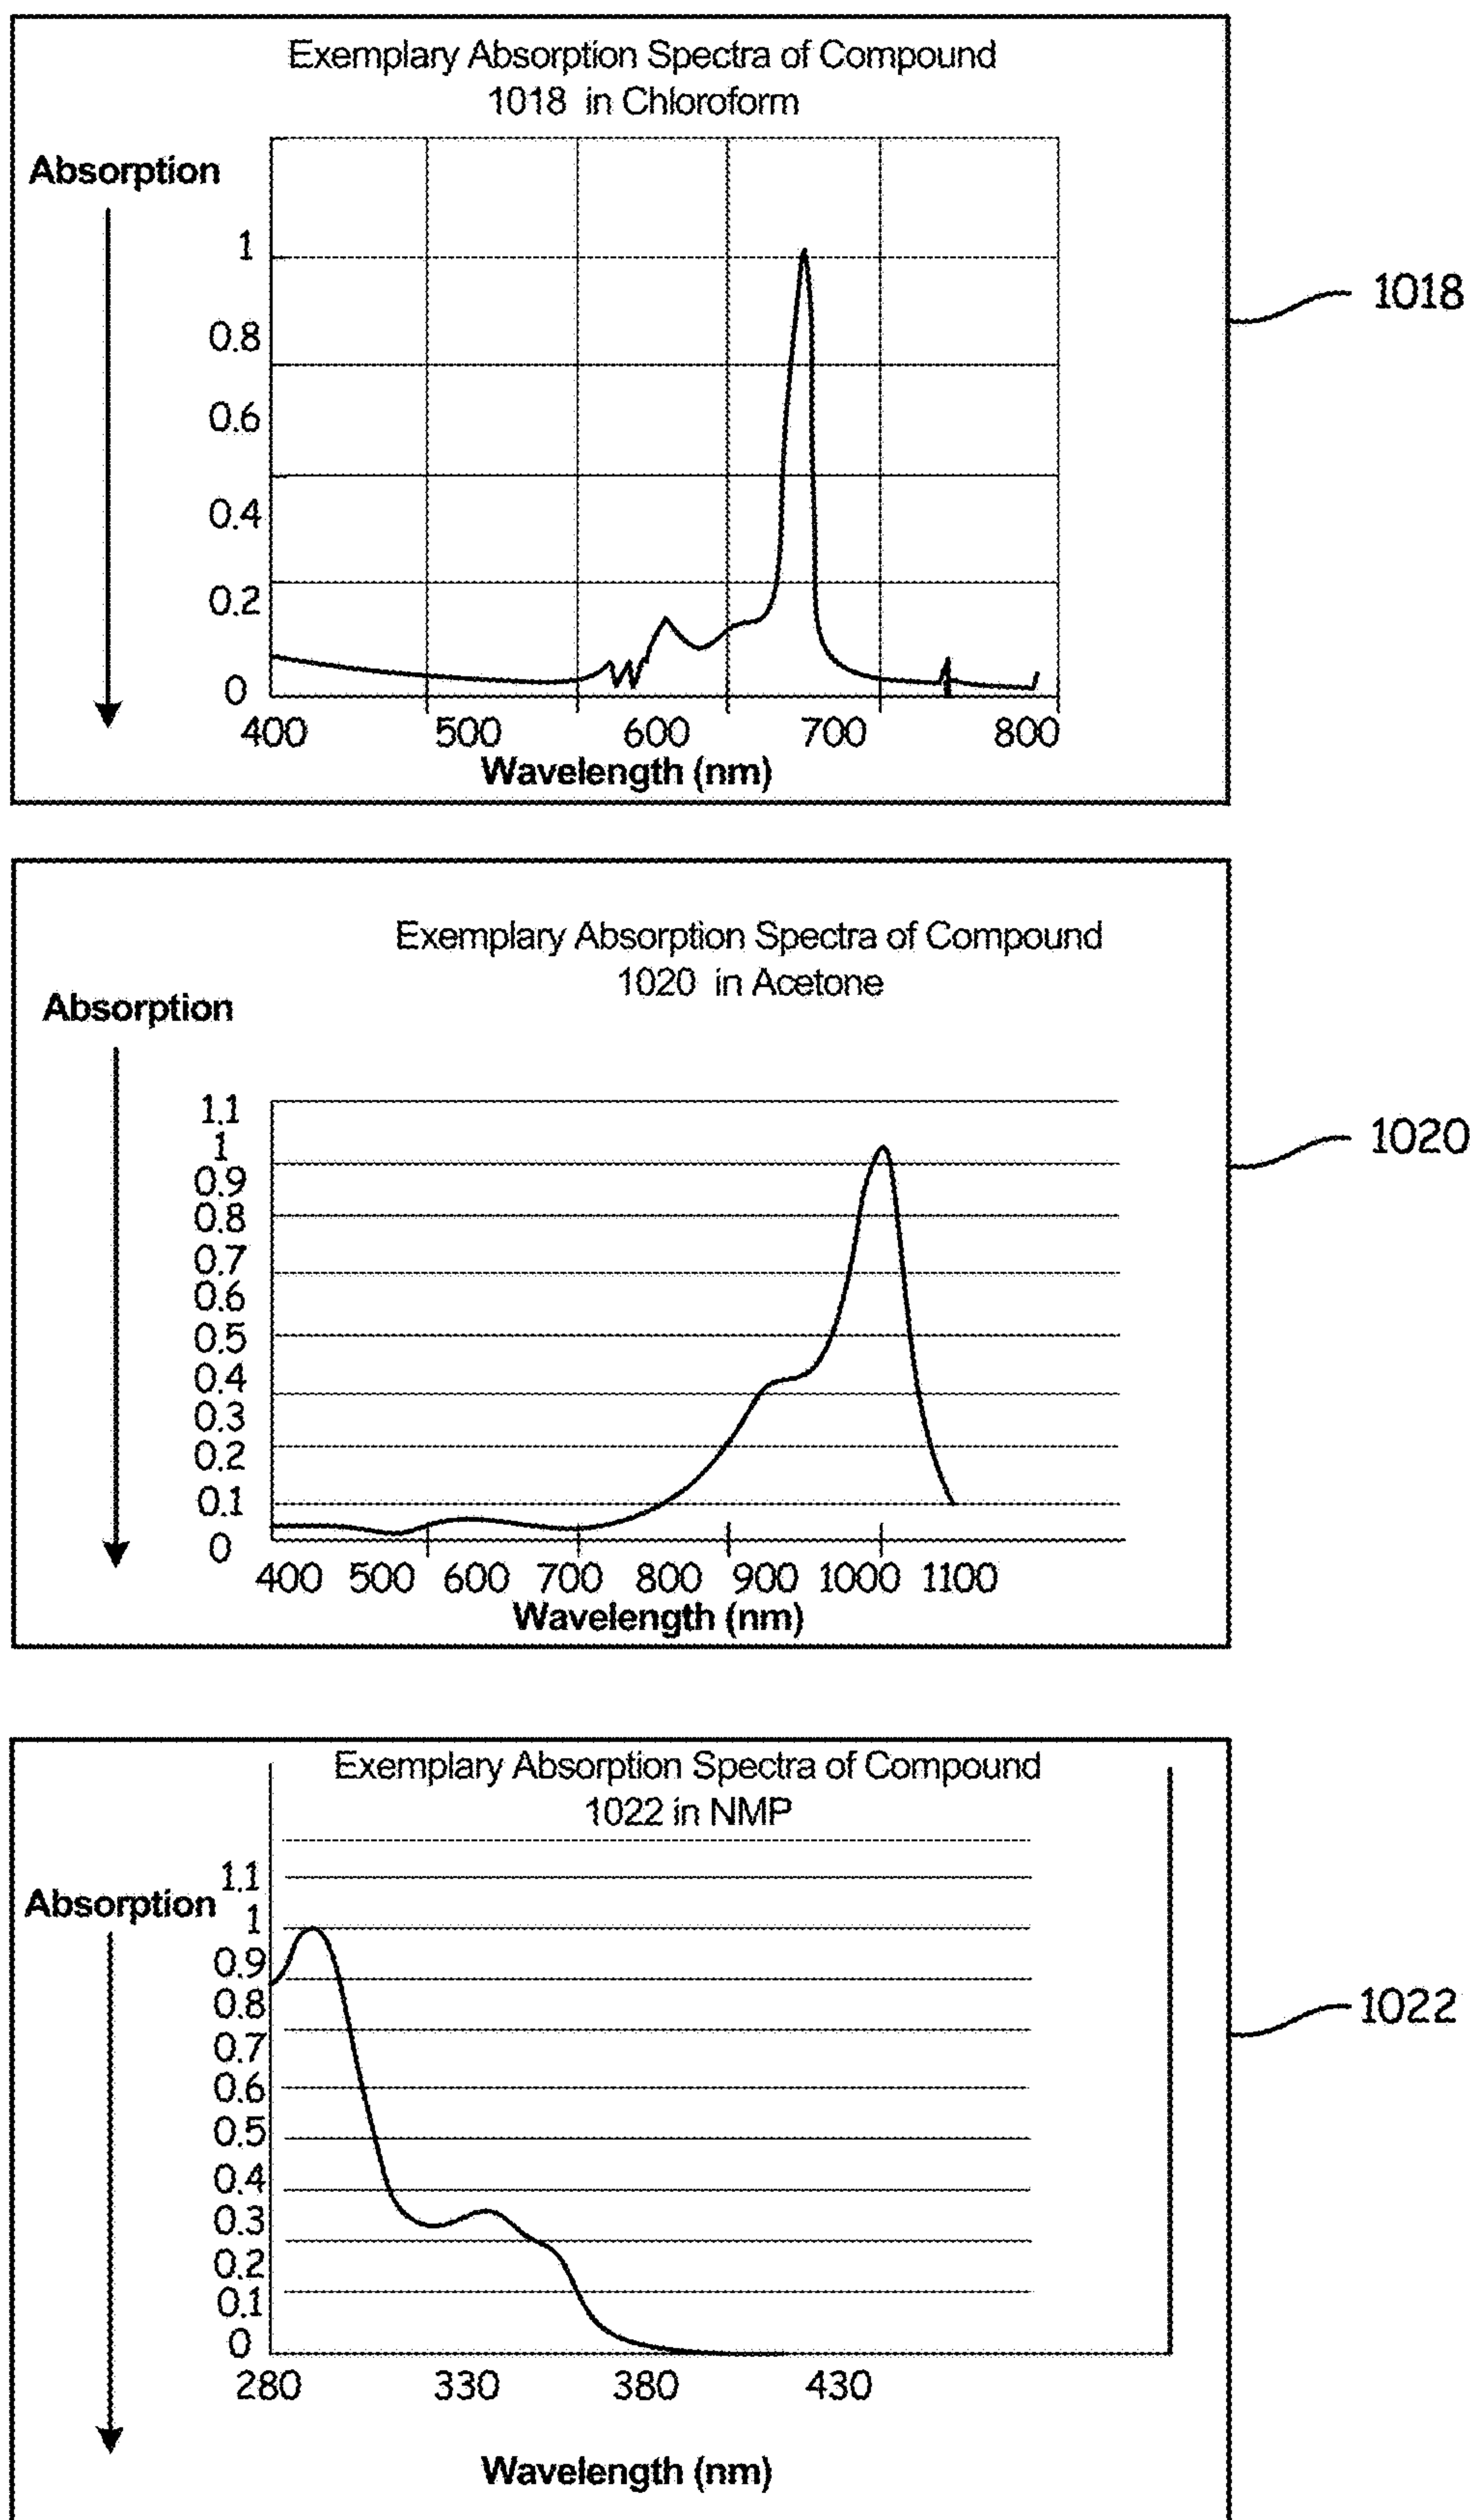 Exemplary Absorption Spectra of Compound
1018 in Chloroform
Absorption
1
0.8
0.6
0.4
0.2
0
400 500 600 700 800
Wavelength (nm)
1018
Exemplary Absorption Spectra of Compound
1020 in Acetone
Absorption
1.1
1
0.9
0.8
0.7
0.6
0.5
0.4
0.3
0.2
0.1
0
400 500 600 700 800 900 1000 1100
Wavelength (nm)
1020
Exemplary Absorption Spectra of Compound
1022 in NMP
Absorption
1.1
1
0.9
0.8
0.7
0.6
0.5
0.4
0.3
0.2
0.1
0
280 330 380 430
Wavelength (nm)
1022